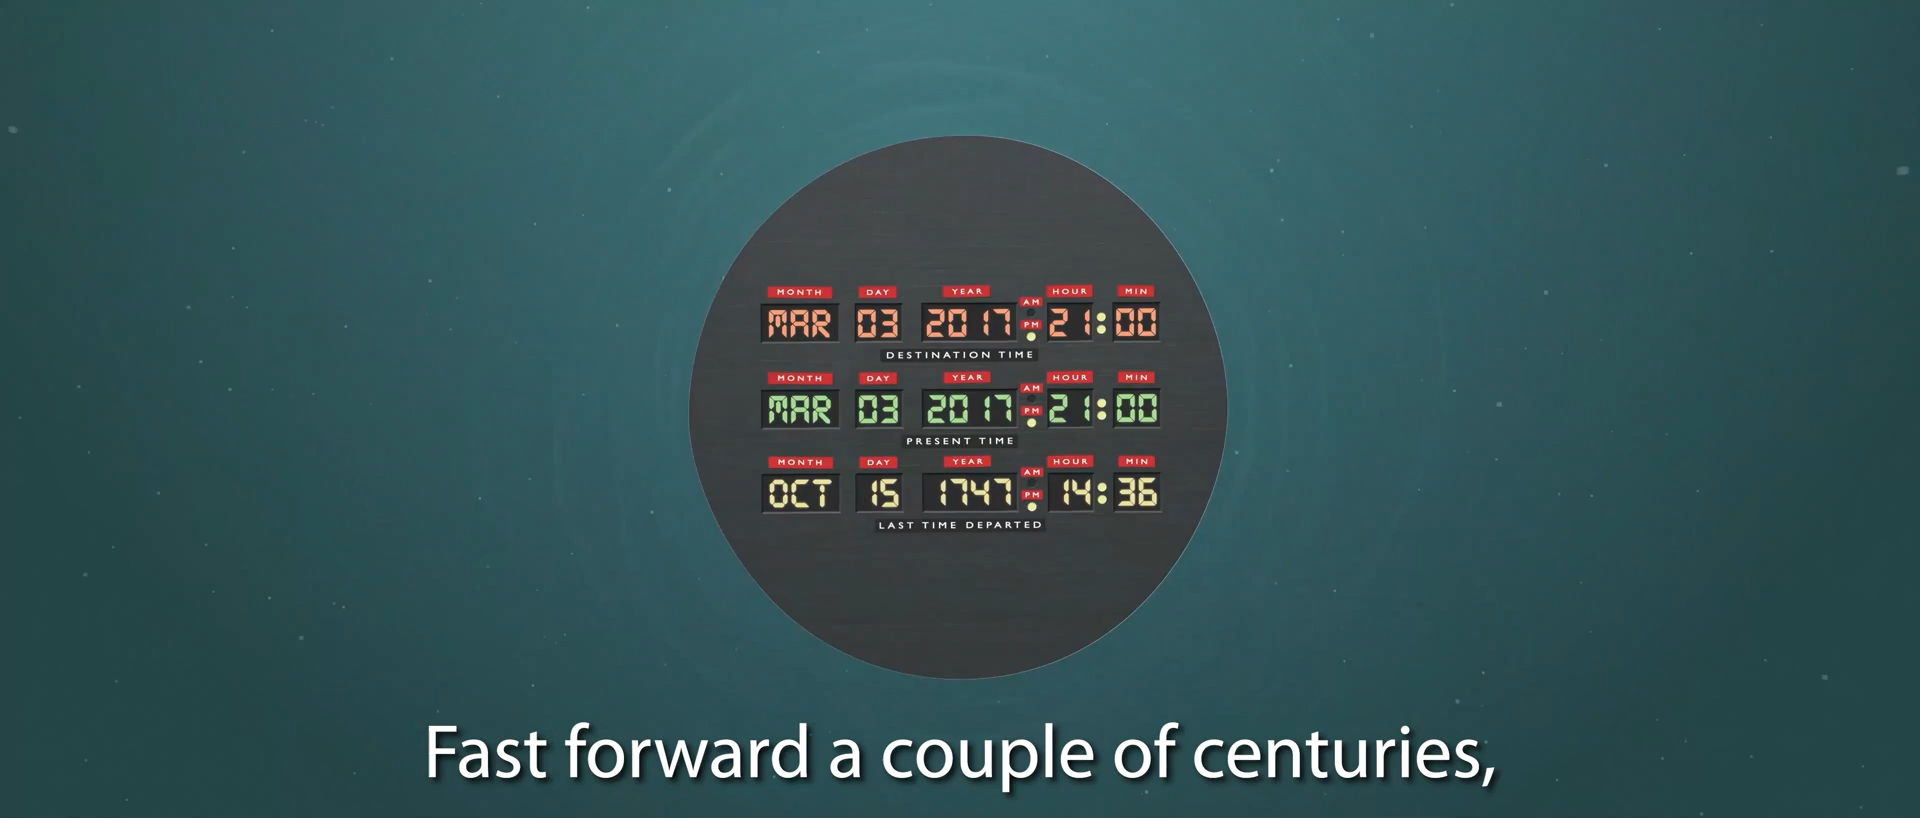 MONTH DAY YEAR AM HOUR MIN
MAR 03 2017 PM 21:00
DESTINATION TIME
MONTH DAY YEAR AM HOUR MIN
MAR 03 2017 PM 21:00
PRESENT TIME
MONTH DAY YEAR AM HOUR MIN
OCT 15 1747 PM 14:36
LAST TIME DEPARTED
Fast forward a couple of centuries,